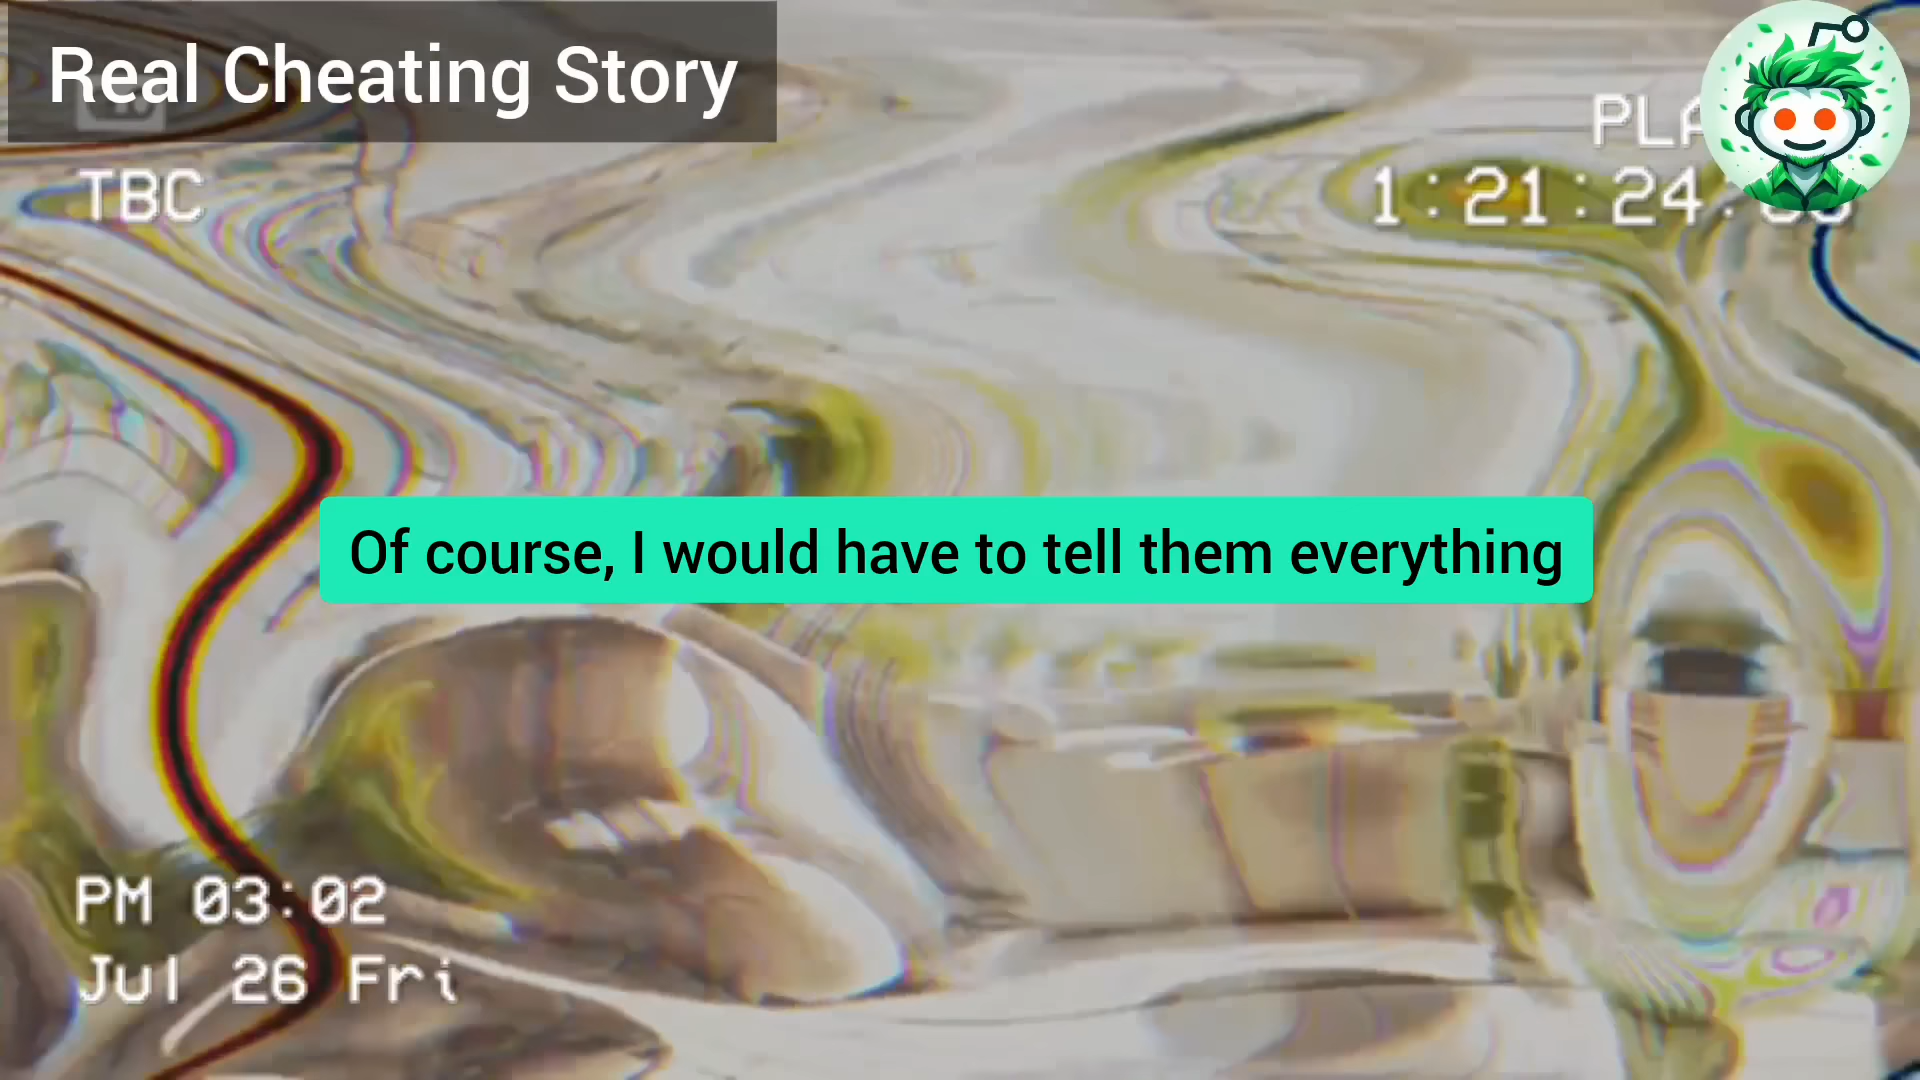 Real Cheating Story
TBC
1:21:24:
Of course, I would have to tell them everything
PM 03:02
Jul 26 Fri